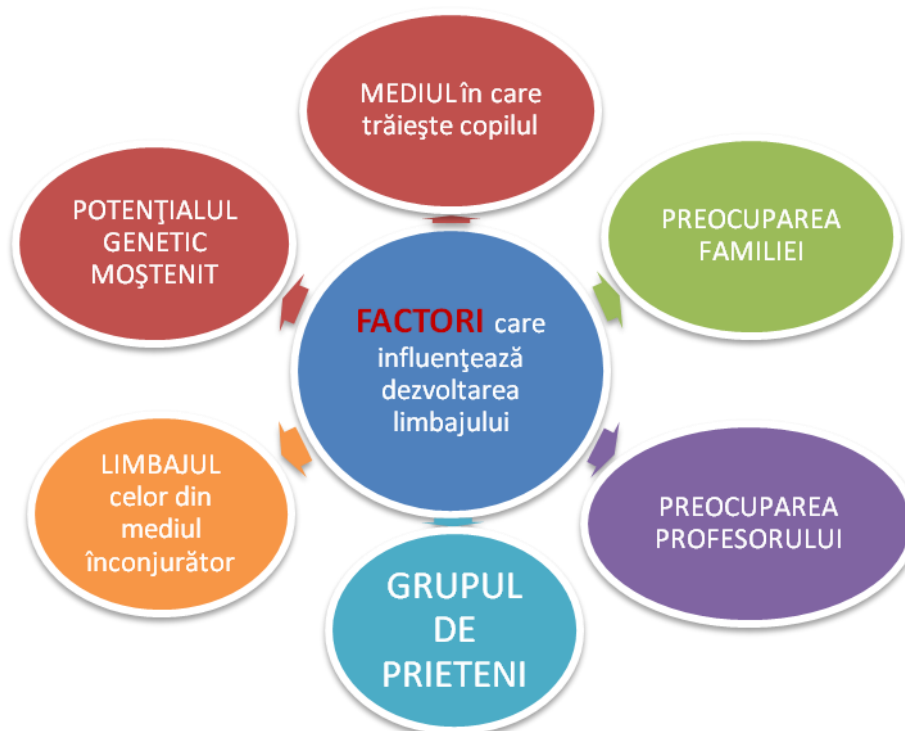 MEDIUL în care
trăieşte copilul
POTENŢIALUL
GENETIC
MOŞTENIT
PREOCUPAREA
FAMILIEI
FACTORI care
influenţează
dezvoltarea
limbajului
LIMBAJUL
celor din
mediul
înconjurător
PREOCUPAREA
PROFESORULUI
GRUPUL
DE
PRIETENI